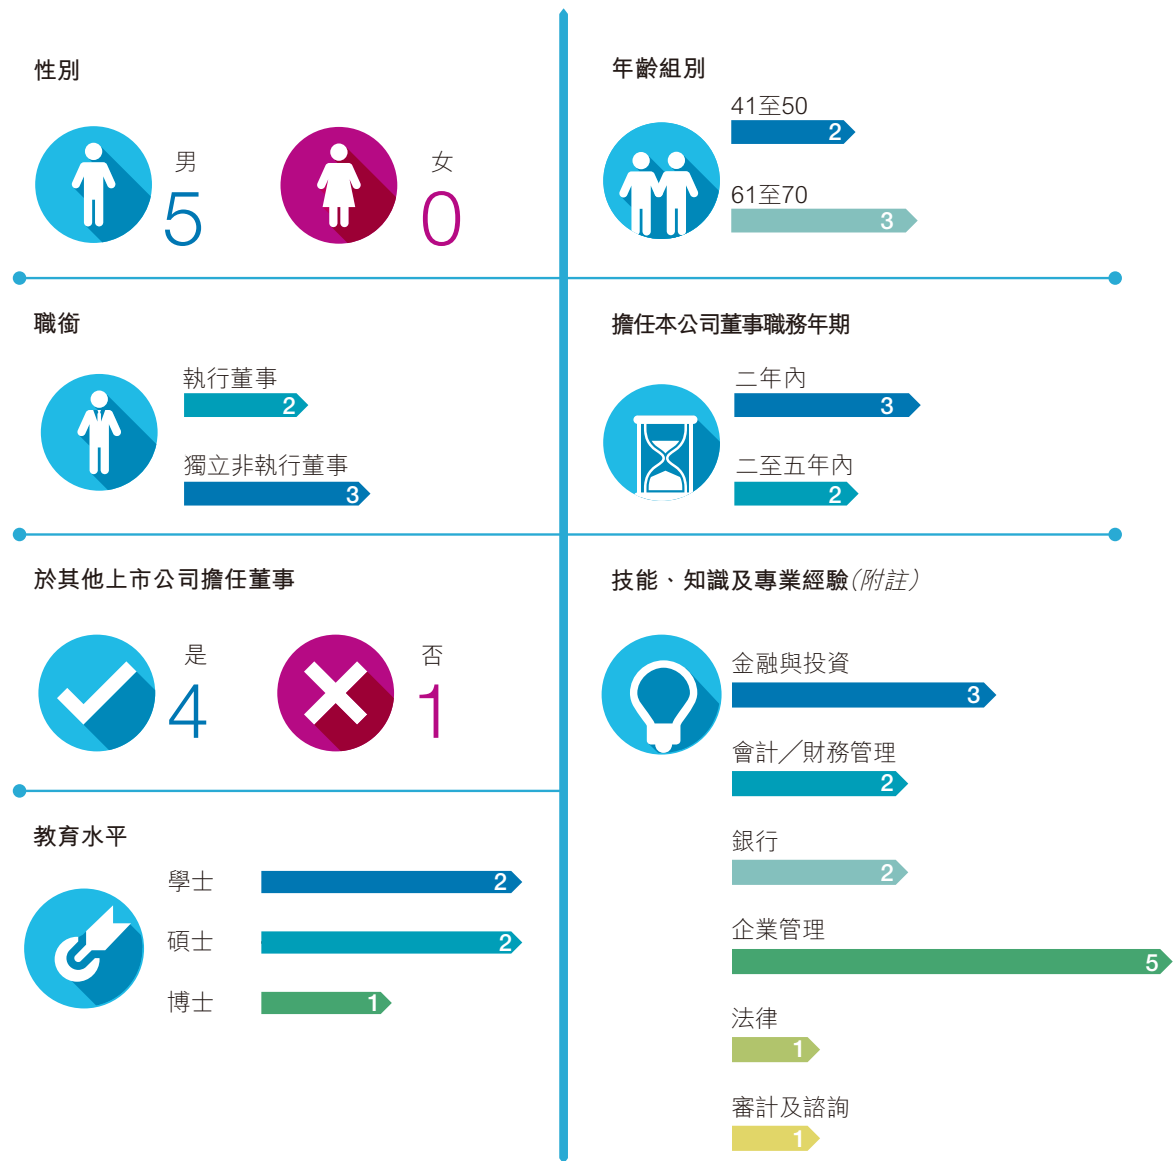 性別
男
5
女
0
年齡組別
41至50
2
61至70
3
職銜
執行董事
2
獨立非執行董事
3
擔任本公司董事職務年期
二年內
3
二至五年內
2
於其他上市公司擔任董事
是
4
否
1
教育水平
學士
2
碩士
2
博士
1
技能、知識及專業經驗(附註)
金融與投資
3
會計／財務管理
2
銀行
2
企業管理
5
法律
1
審計及諮詢
1